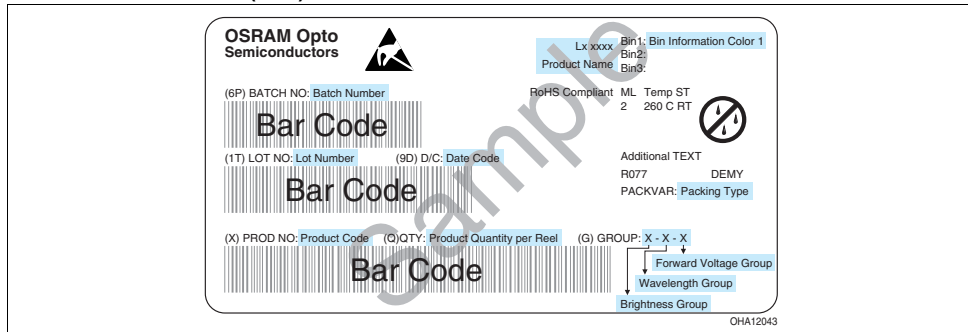 OSRAM Opto
Semiconductors
Lx xxxx
Product Name
Bin1: Bin Information Color 1
Bin2:
Bin3:
(6P) BATCH NO: Batch Number
Bar Code
RoHS Compliant ML Temp ST
2 260 C RT
(1T) LOT NO: Lot Number (9D) D/C: Date Code
Bar Code
Additional TEXT
R077 DEMY
PACKVAR: Packing Type
(X) PROD NO: Product Code (Q)QTY: Product Quantity per Reel (G) GROUP: X - X - X
Bar Code
Forward Voltage Group
Wavelength Group
Brightness Group
Sample
OHA12043